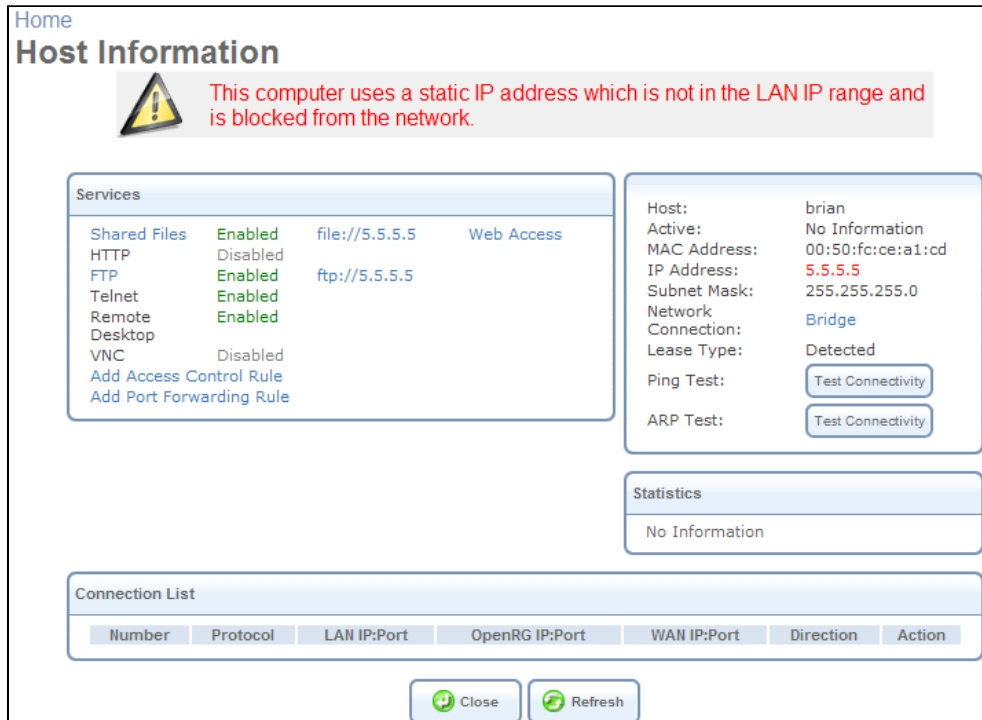 Home
Host Information
This computer uses a static IP address which is not in the LAN IP range and
is blocked from the network.
Services
Shared Files Enabled file://5.5.5.5 Web Access
HTTP Disabled
FTP Enabled ftp://5.5.5.5
Telnet Enabled
Remote Enabled
Desktop
VNC Disabled
Add Access Control Rule
Add Port Forwarding Rule
Host: brian
Active: No Information
MAC Address: 00:50:fc:ce:a1:cd
IP Address: 5.5.5.5
Subnet Mask: 255.255.255.0
Network
Connection: Bridge
Lease Type: Detected
Ping Test: Test Connectivity
ARP Test: Test Connectivity
Statistics
No Information
Connection List
Number Protocol LAN IP:Port OpenRG IP:Port WAN IP:Port Direction Action
Close Refresh